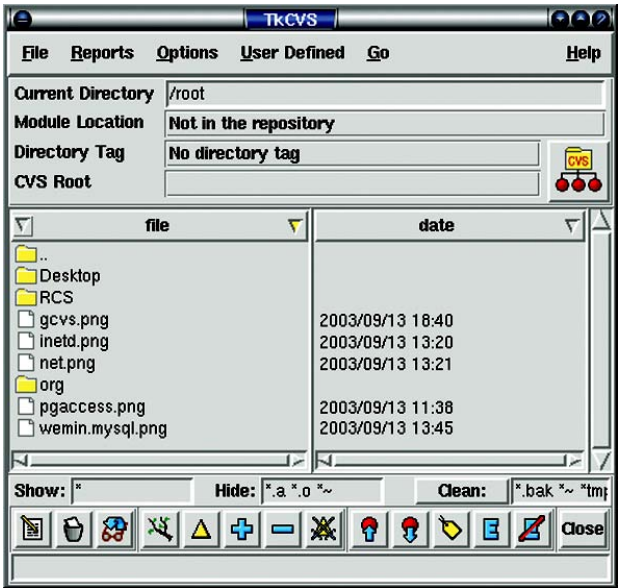 TkCVS
File Reports Options User Defined Go Help
Current Directory /root
Module Location Not in the repository
Directory Tag No directory tag
CVS
CVS Root
file date
..
Desktop
RCS
gcvs.png 2003/09/13 18:40
inetd.png 2003/09/13 13:20
net.png 2003/09/13 13:21
org
pgaccess.png 2003/09/13 11:38
wemin.mysql.png 2003/09/13 13:45
Show: * Hide: *.a *.o *~ Clean: *.bak *~ *tmp
E E Close